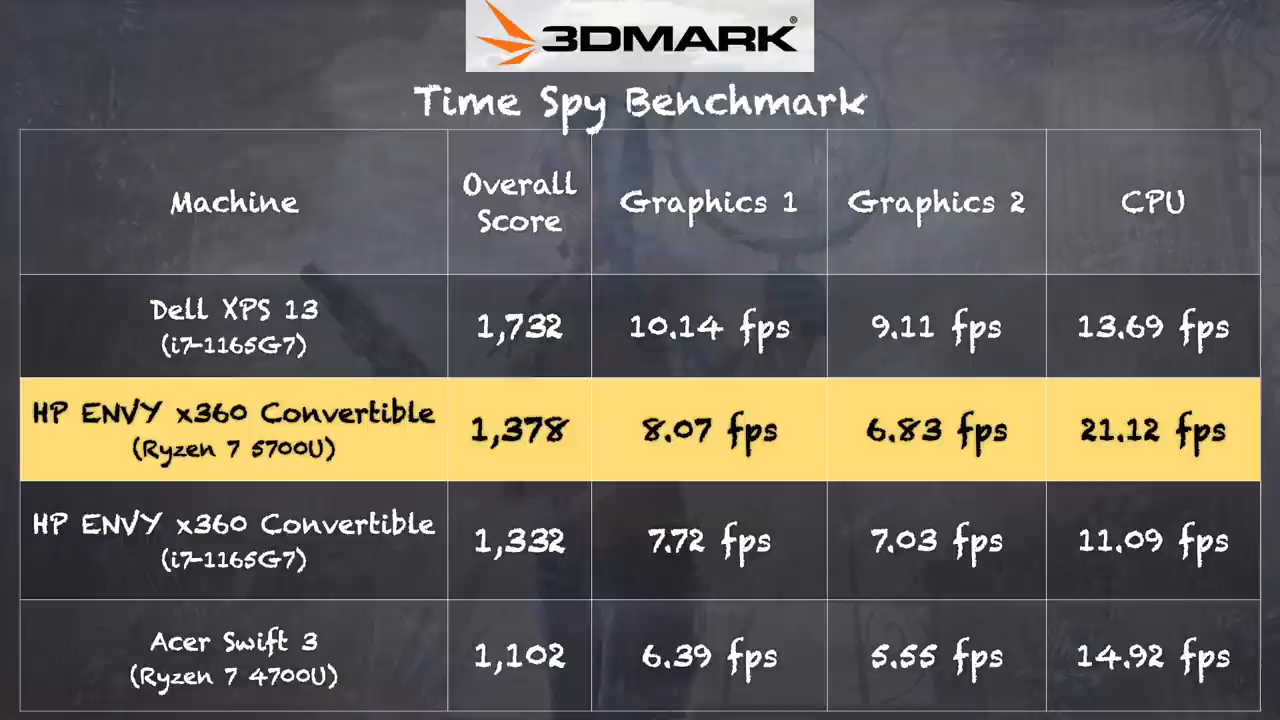 3DMARK®
Time Spy Benchmark
Machine
Overall
Score
Graphics 1
Graphics 2
CPU
Dell XPS 13
(i7-1165G7)
1,732
10.14 fps
9.11 fps
13.69 fps
HP ENVY x360 Convertible
(Ryzen 7 5700U)
1,378
8.07 fps
6.83 fps
21.12 fps
HP ENVY x360 Convertible
(i7-1165G7)
1,332
7.72 fps
7.03 fps
11.09 fps
Acer Swift 3
(Ryzen 7 4700U)
1,102
6.39 fps
5.55 fps
14.92 fps